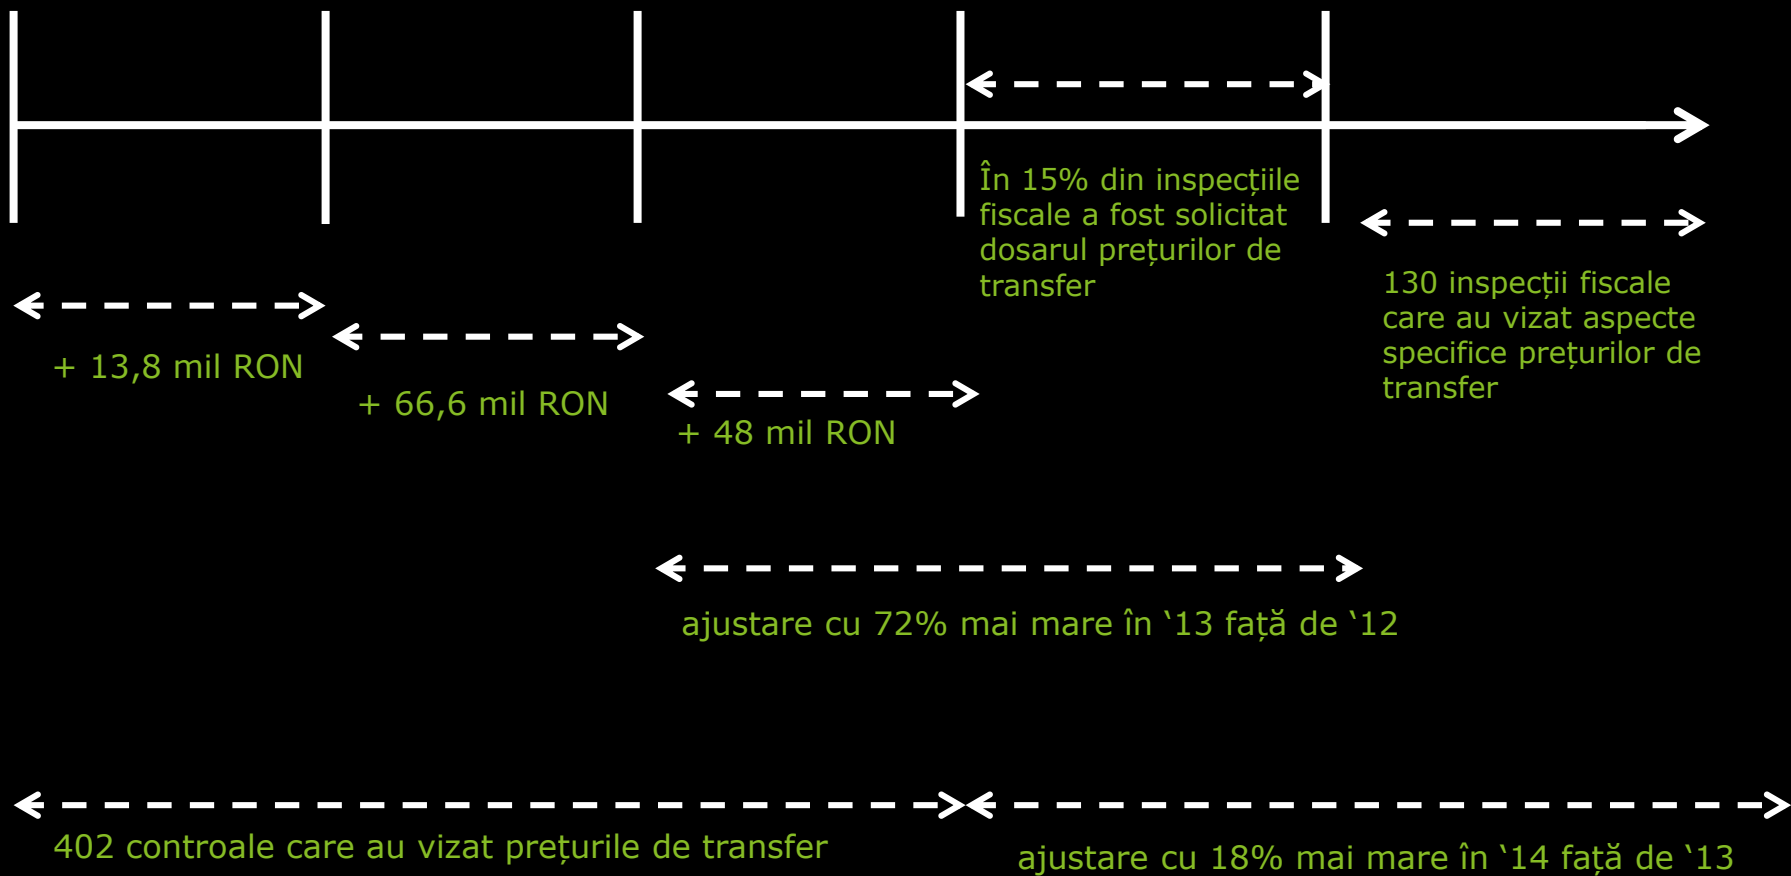 În 15% din inspecțiile
fiscale a fost solicitat
dosarul prețurilor de
transfer
130 inspecții fiscale
care au vizat aspecte
specifice prețurilor de
transfer
+ 13,8 mil RON
+ 66,6 mil RON
+ 48 mil RON
ajustare cu 72% mai mare în ‘13 față de ‘12
402 controale care au vizat prețurile de transfer
ajustare cu 18% mai mare în ‘14 față de ‘13